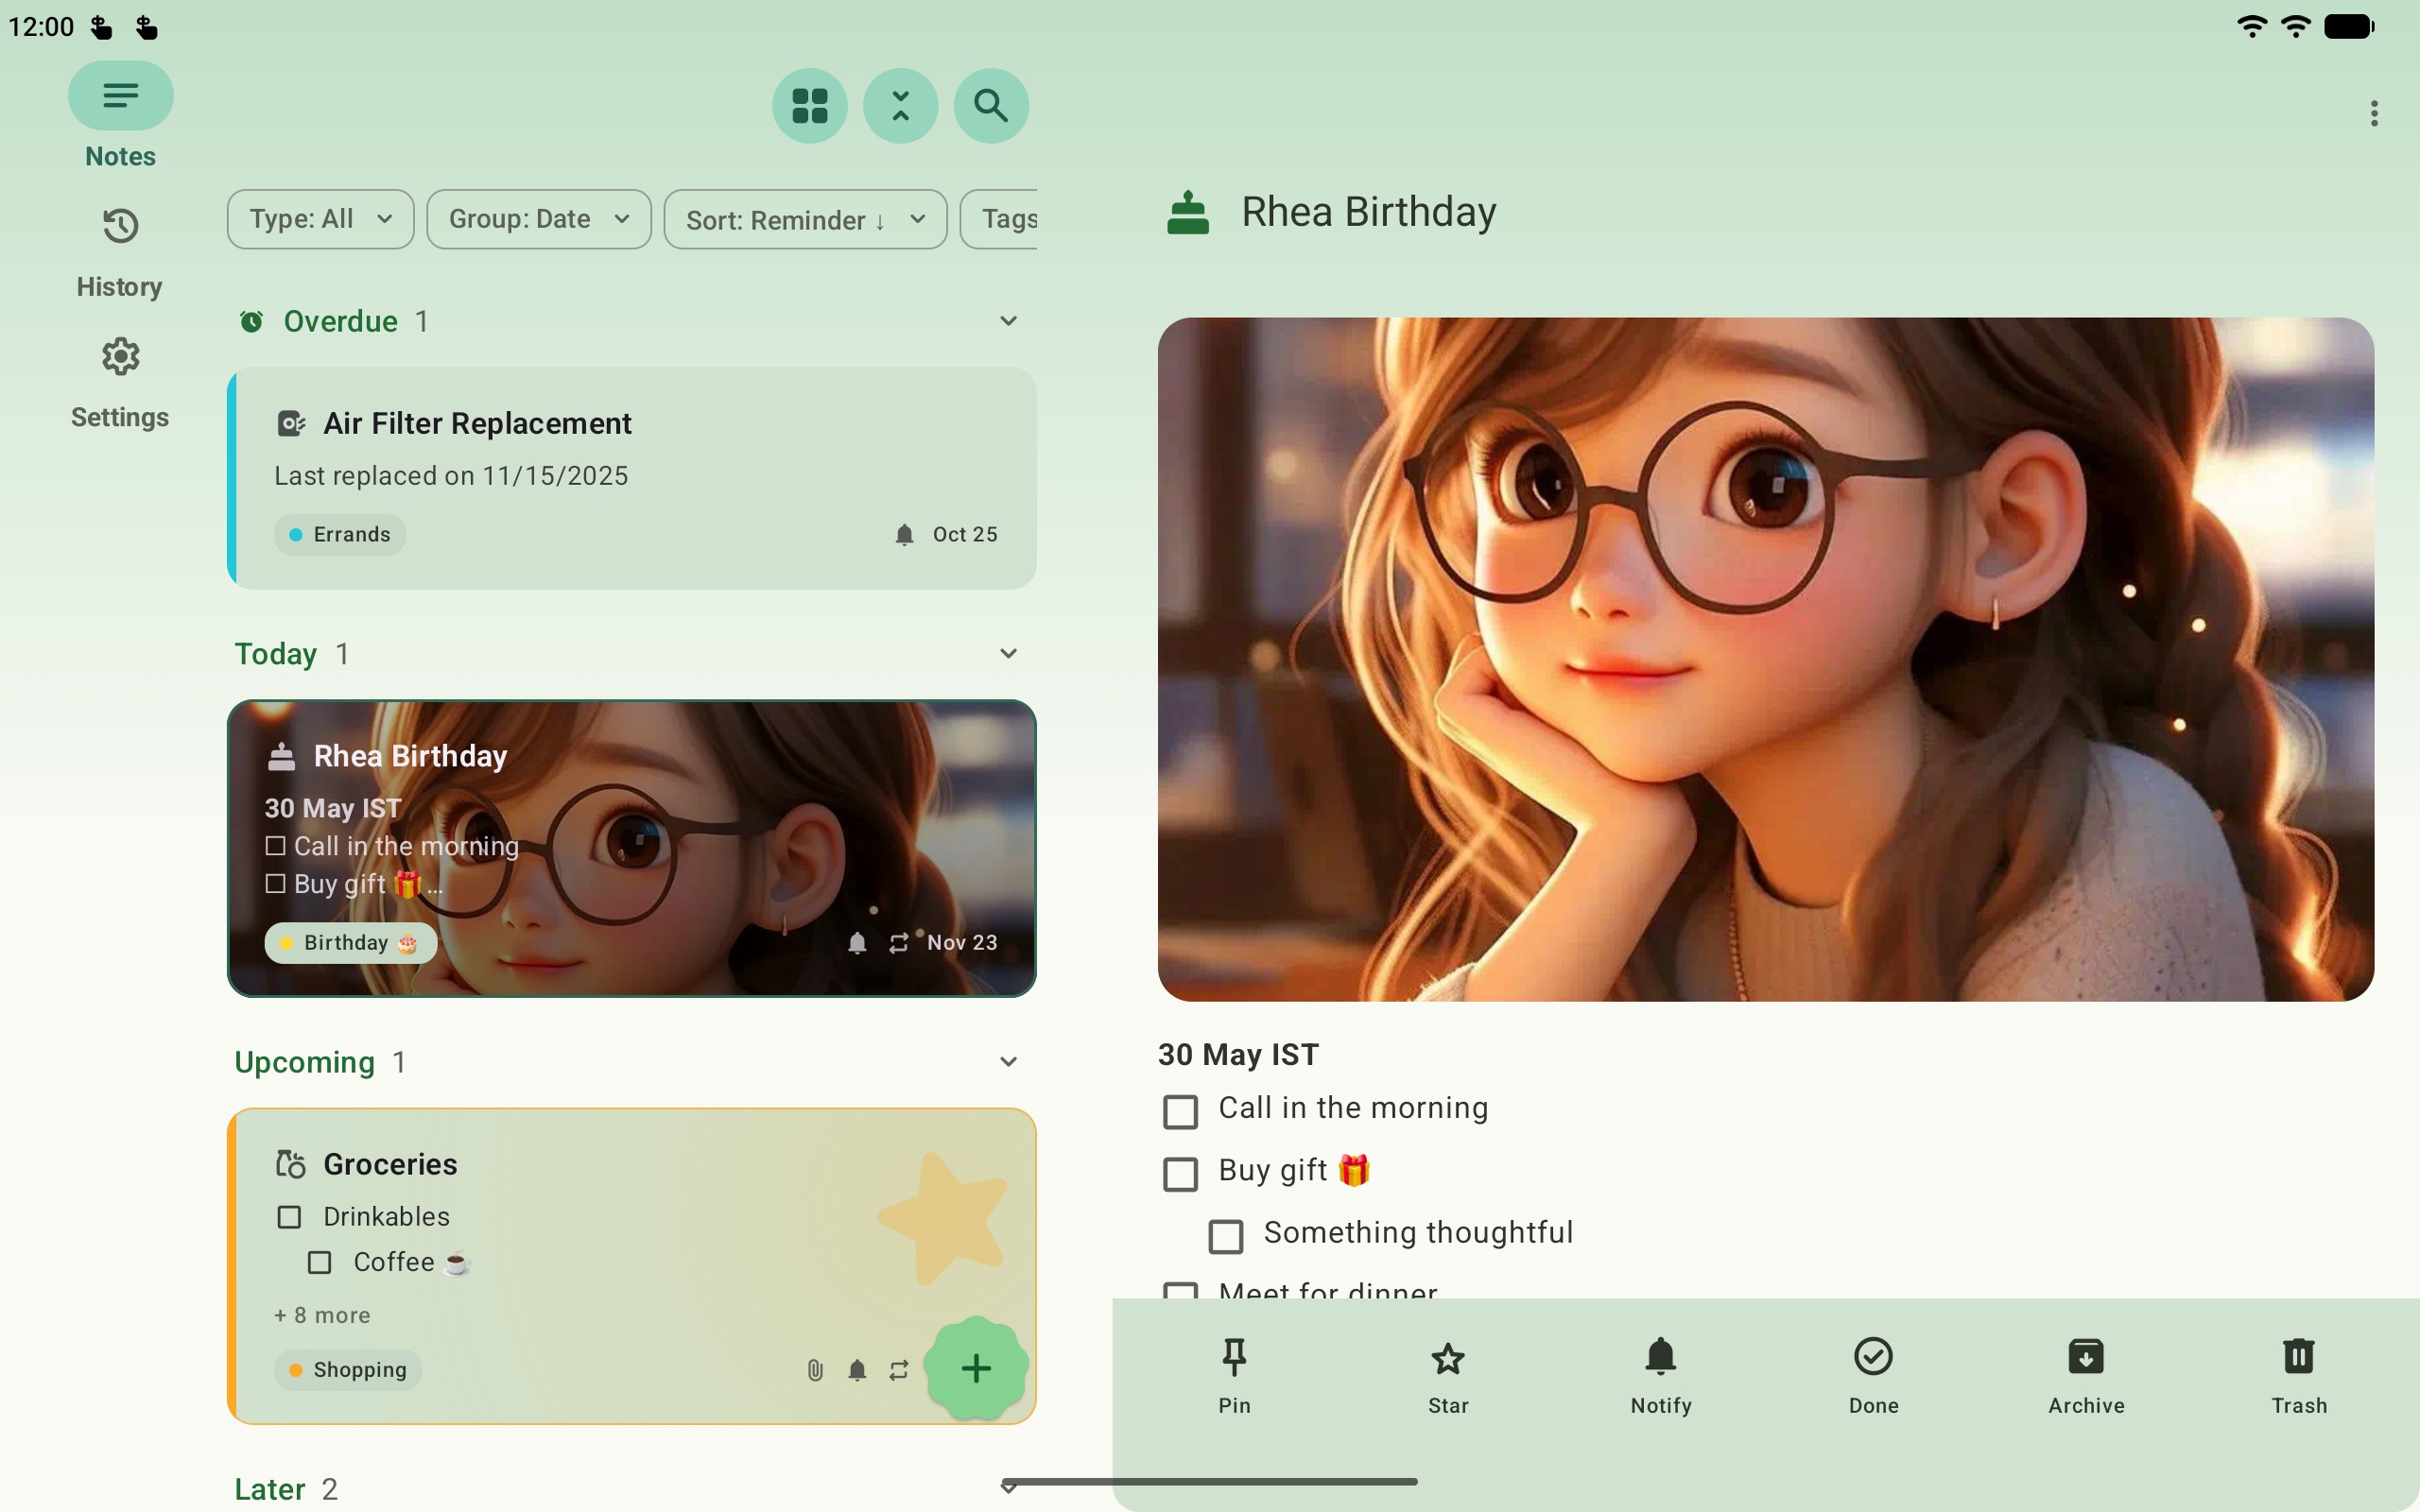 12:00
Notes
History
Settings
Type: All
Group: Date
Sort: Reminder ↓
Tags
Overdue 1
Air Filter Replacement
Last replaced on 11/15/2025
Errands
Oct 25
Today 1
Rhea Birthday
30 May IST
☐ Call in the morning
☐ Buy gift 🎁...
Birthday 🎂
Nov 23
Upcoming 1
Groceries
Drinkables
Coffee ☕
+ 8 more
Shopping
Later 2
Rhea Birthday
30 May IST
Call in the morning
Buy gift 🎁
Something thoughtful
Meet for dinner
Pin
Star
Notify
Done
Archive
Trash